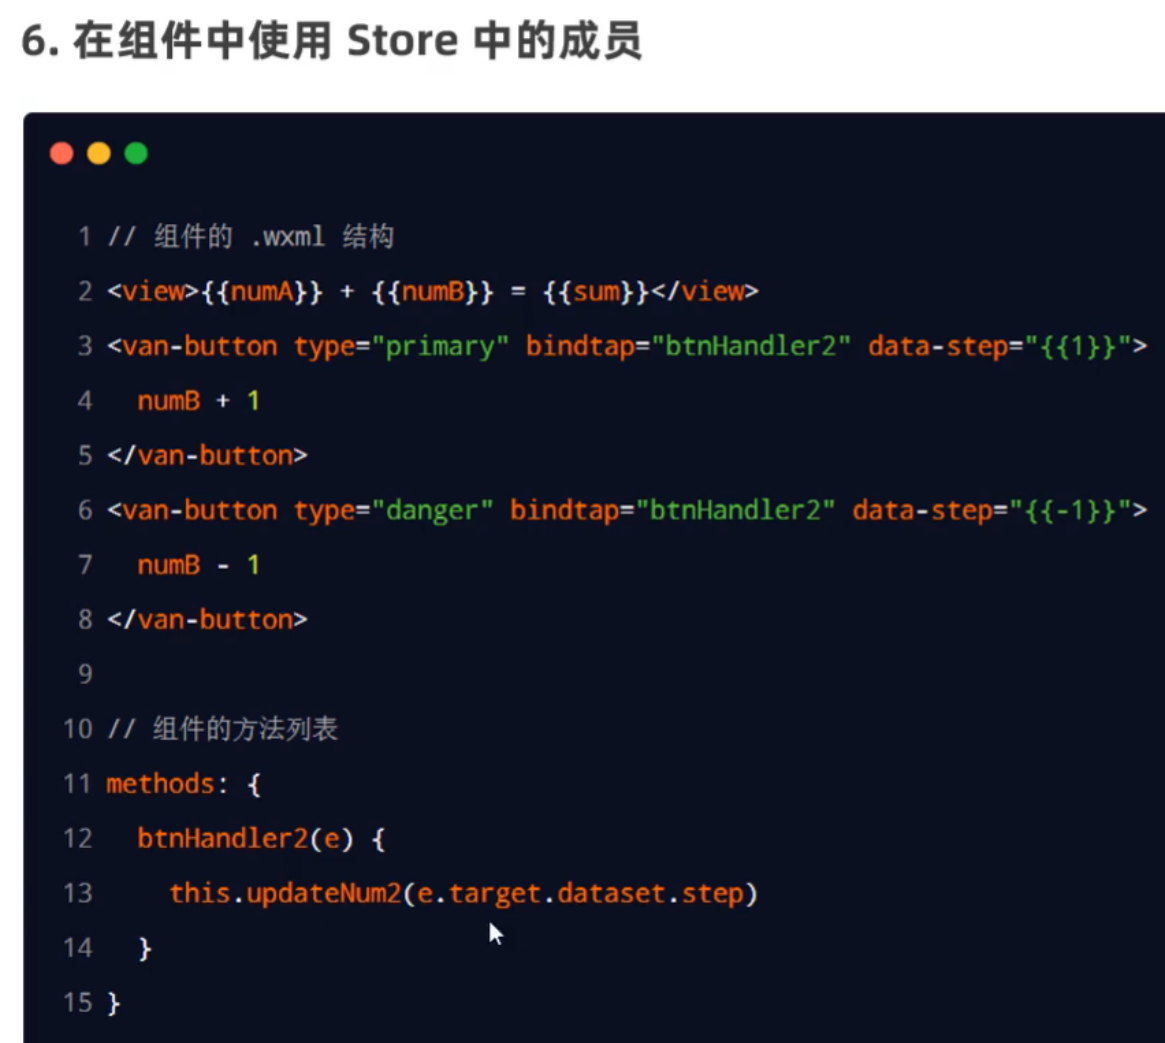 6. 在组件中使用 Store 中的成员
1 // 组件的 .wxml 结构
2 <view>{{numA}} + {{numB}} = {{sum}}</view>
3 <van-button type="primary" bindtap="btnHandler2" data-step="{{1}}">
4   numB + 1
5 </van-button>
6 <van-button type="danger" bindtap="btnHandler2" data-step="{{-1}}">
7   numB - 1
8 </van-button>
9
10 // 组件的方法列表
11 methods: {
12   btnHandler2(e) {
13     this.updateNum2(e.target.dataset.step)
14   }
15 }